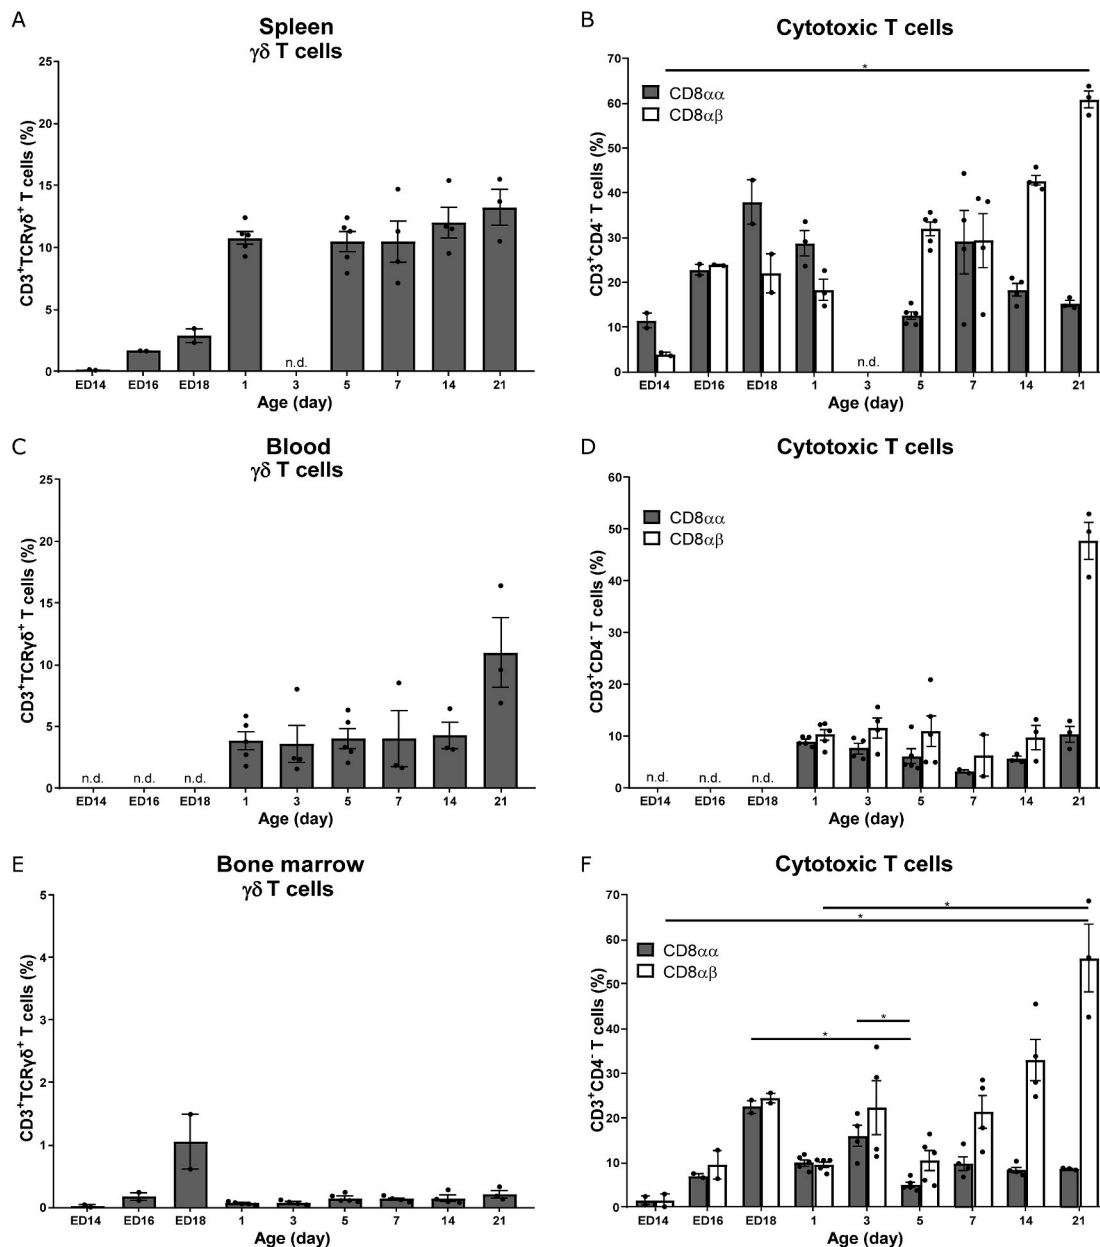 A
Spleen
γδ T cells
CD3+TCRγδ+ T cells (%)
25
20
15
10
5
0
n.d.
ED14 ED16 ED18 1 3 5 7 14 21
Age (day)
B
Cytotoxic T cells
CD3+CD4- T cells (%)
70
60
50
40
30
20
10
0
*
CD8αα
CD8αβ
n.d.
ED14 ED16 ED18 1 3 5 7 14 21
Age (day)
C
Blood
γδ T cells
CD3+TCRγδ+ T cells (%)
25
20
15
10
5
0
n.d. n.d. n.d.
ED14 ED16 ED18 1 3 5 7 14 21
Age (day)
D
Cytotoxic T cells
CD3+CD4- T cells (%)
60
50
40
30
20
10
0
CD8αα
CD8αβ
n.d. n.d. n.d.
ED14 ED16 ED18 1 3 5 7 14 21
Age (day)
E
Bone marrow
γδ T cells
CD3+TCRγδ+ T cells (%)
5
4
3
2
1
0
ED14 ED16 ED18 1 3 5 7 14 21
Age (day)
F
Cytotoxic T cells
CD3+CD4- T cells (%)
70
60
50
40
30
20
10
0
*
*
CD8αα
CD8αβ
*
*
ED14 ED16 ED18 1 3 5 7 14 21
Age (day)